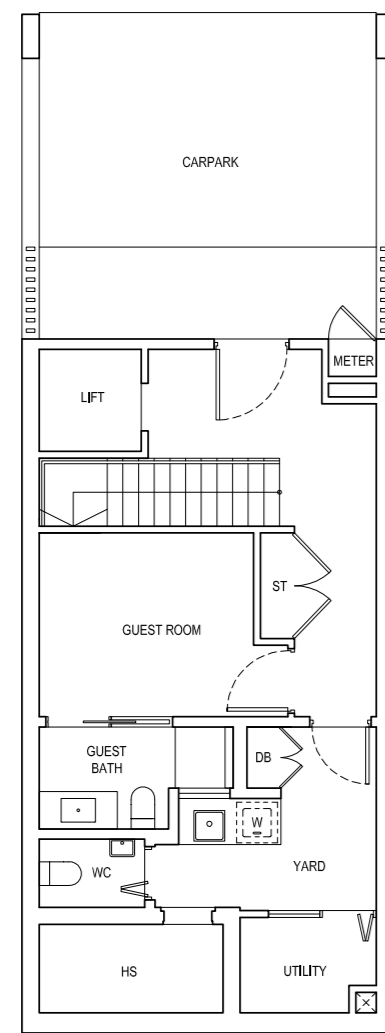 CARPARK
METER
LIFT
ST
GUEST ROOM
GUEST
BATH
DB
W
WC
YARD
HS
UTILITY